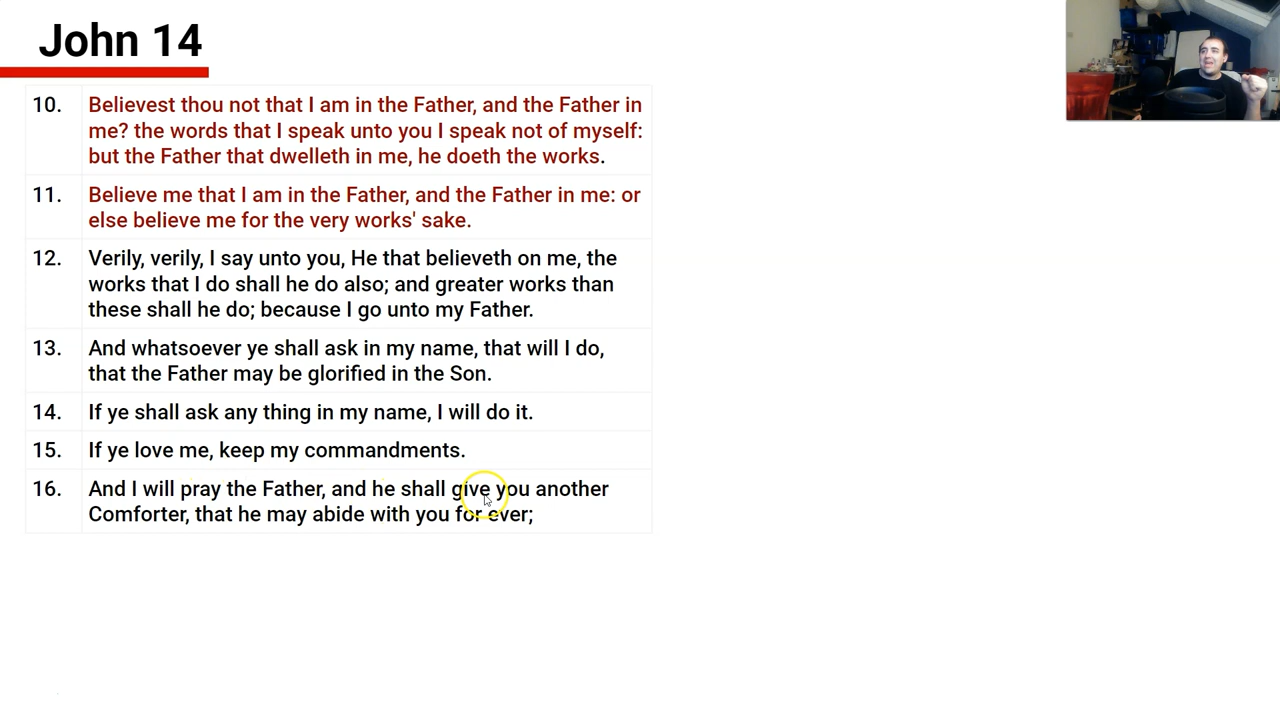 John 14
10. Believest thou not that I am in the Father, and the Father in
me? the words that I speak unto you I speak not of myself:
but the Father that dwelleth in me, he doeth the works.
11. Believe me that I am in the Father, and the Father in me: or
else believe me for the very works' sake.
12. Verily, verily, I say unto you, He that believeth on me, the
works that I do shall he do also; and greater works than
these shall he do; because I go unto my Father.
13. And whatsoever ye shall ask in my name, that will I do,
that the Father may be glorified in the Son.
14. If ye shall ask any thing in my name, I will do it.
15. If ye love me, keep my commandments.
16. And I will pray the Father, and he shall give you another
Comforter, that he may abide with you for ever;